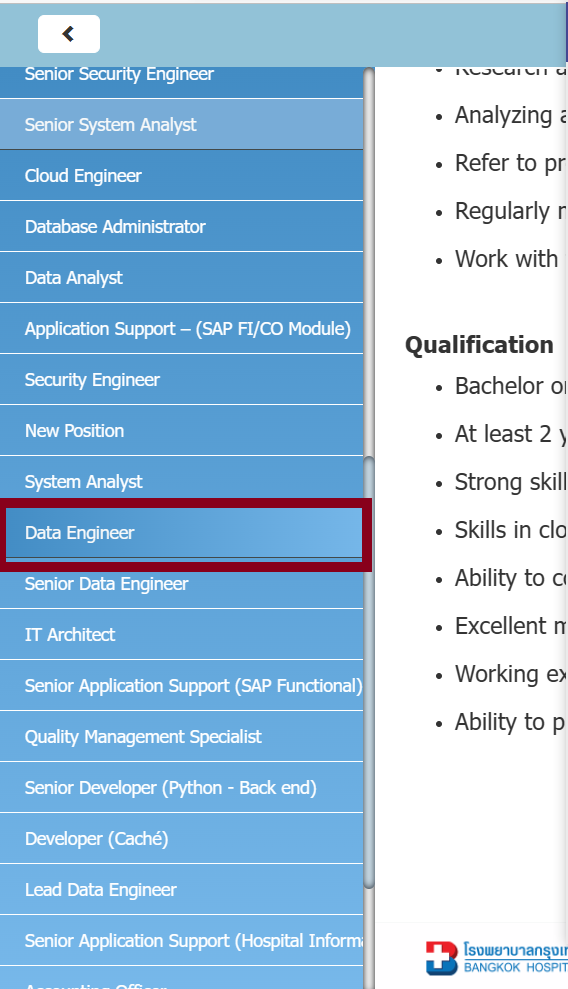 Senior Security Engineer
Senior System Analyst
Cloud Engineer
Database Administrator
Data Analyst
Application Support – (SAP FI/CO Module)
Security Engineer
New Position
System Analyst
Data Engineer
Senior Data Engineer
IT Architect
Senior Application Support (SAP Functional)
Quality Management Specialist
Senior Developer (Python - Back end)
Developer (Caché)
Lead Data Engineer
Senior Application Support (Hospital Inform
Accounting Officer
• Research
• Analyzing
• Refer to pr
• Regularly
• Work with
Qualification
• Bachelor
• At least 2 y
• Strong skill
• Skills in clo
• Ability to
• Excellent
• Working ex
• Ability to p
โรงพยาบาลกรุงเท
BANGKOK HOSPIT